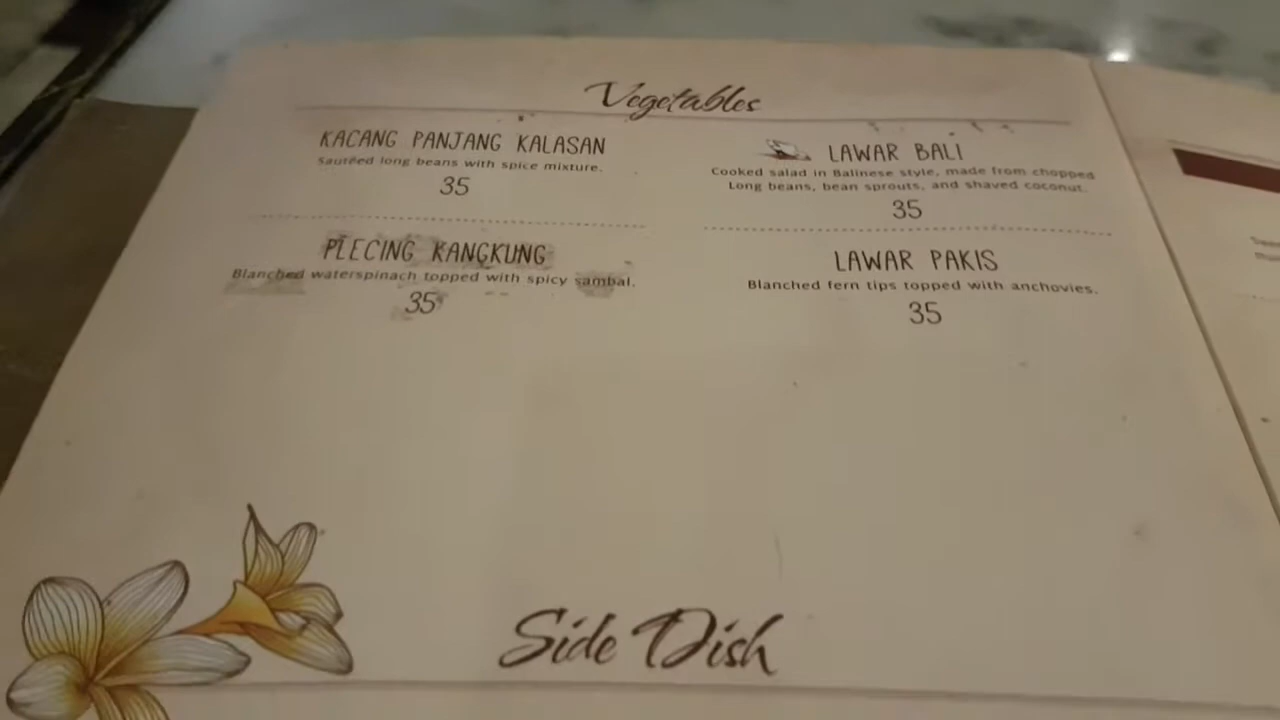 Vegetables
KACANG PANJANG KALASAN
Sautéed long beans with spice mixture.
35
LAWAR BALI
Cooked salad in Balinese style, made from chopped
Long beans, bean sprouts, and shaved coconut.
35
PLECING KANGKUNG
Blanched waterspinach topped with spicy sambal.
35
LAWAR PAKIS
Blanched fern tips topped with anchovies.
35
Side Dish